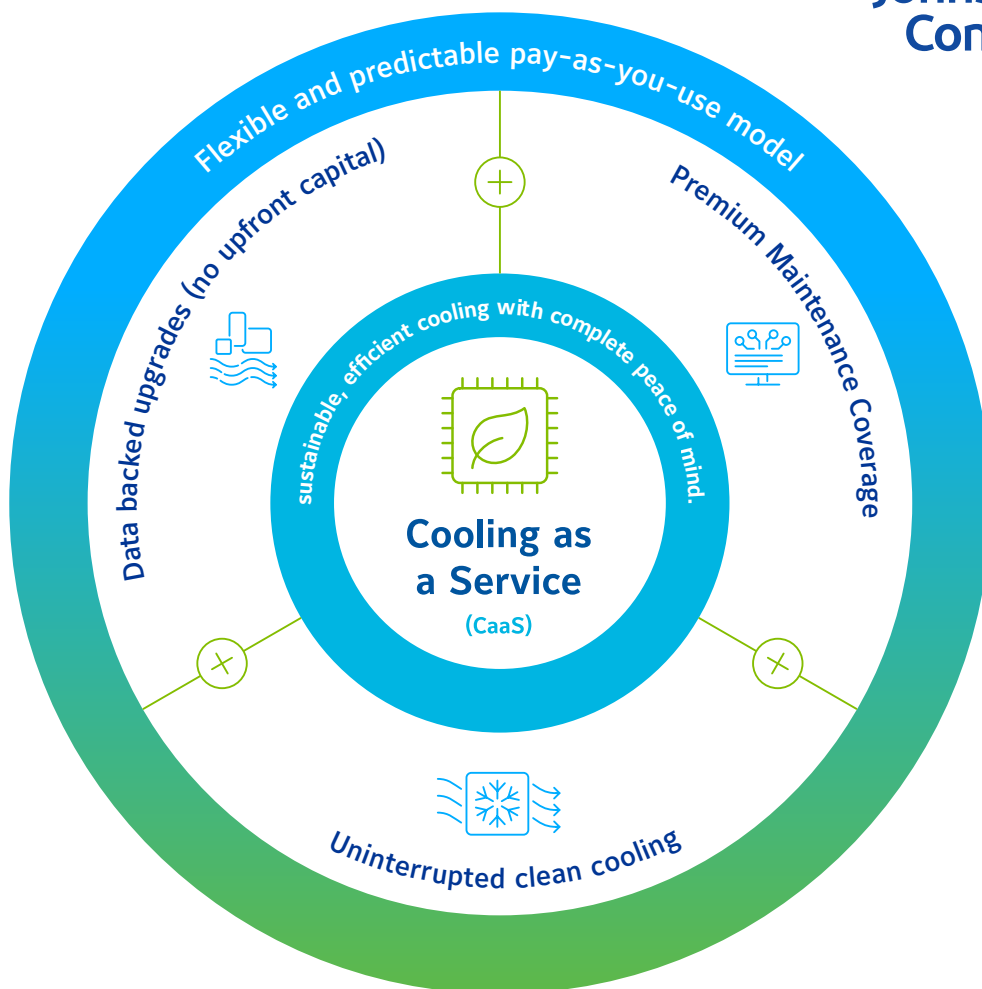 Con
Flexible and predictable pay-as-you-use model
Data backed upgrades (no upfront capital)
Premium Maintenance Coverage
sustainable, efficient cooling with complete peace of mind.
Cooling as
a Service
(CaaS)
Uninterrupted clean cooling